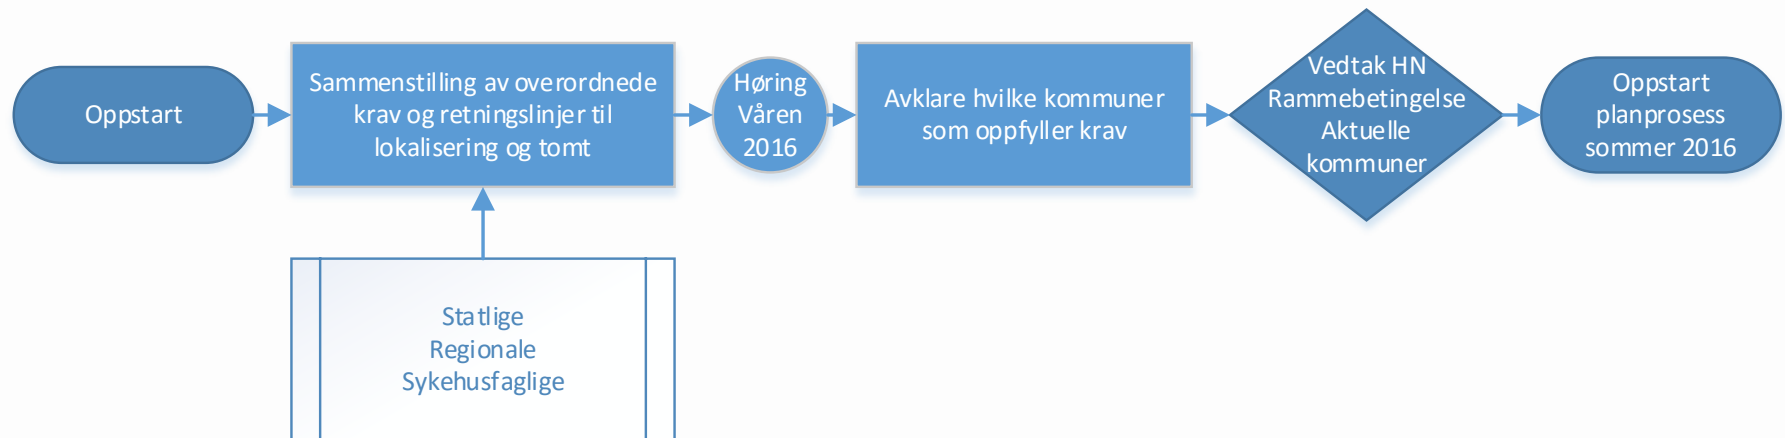 Oppstart
Sammenstilling av overordnede
krav og retningslinjer til
lokalisering og tomt
Høring
Våren
2016
Avklare hvilke kommuner
som oppfyller krav
Vedtak HN
Rammebetingelse
Aktuelle
kommuner
Oppstart
planprosess
sommer 2016
Statlige
Regionale
Sykehusfaglige